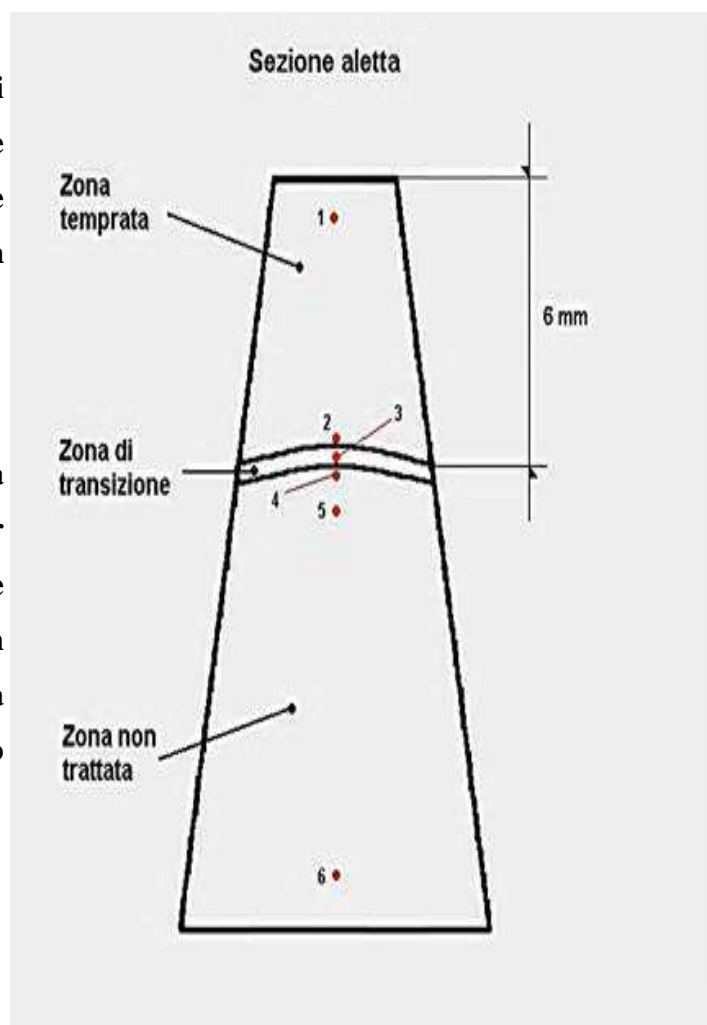 Sezione aletta
i
e
e
Zona
temprata
1
6 mm
2
3
Zona di
transizione
4
5
Zona non
trattata
6